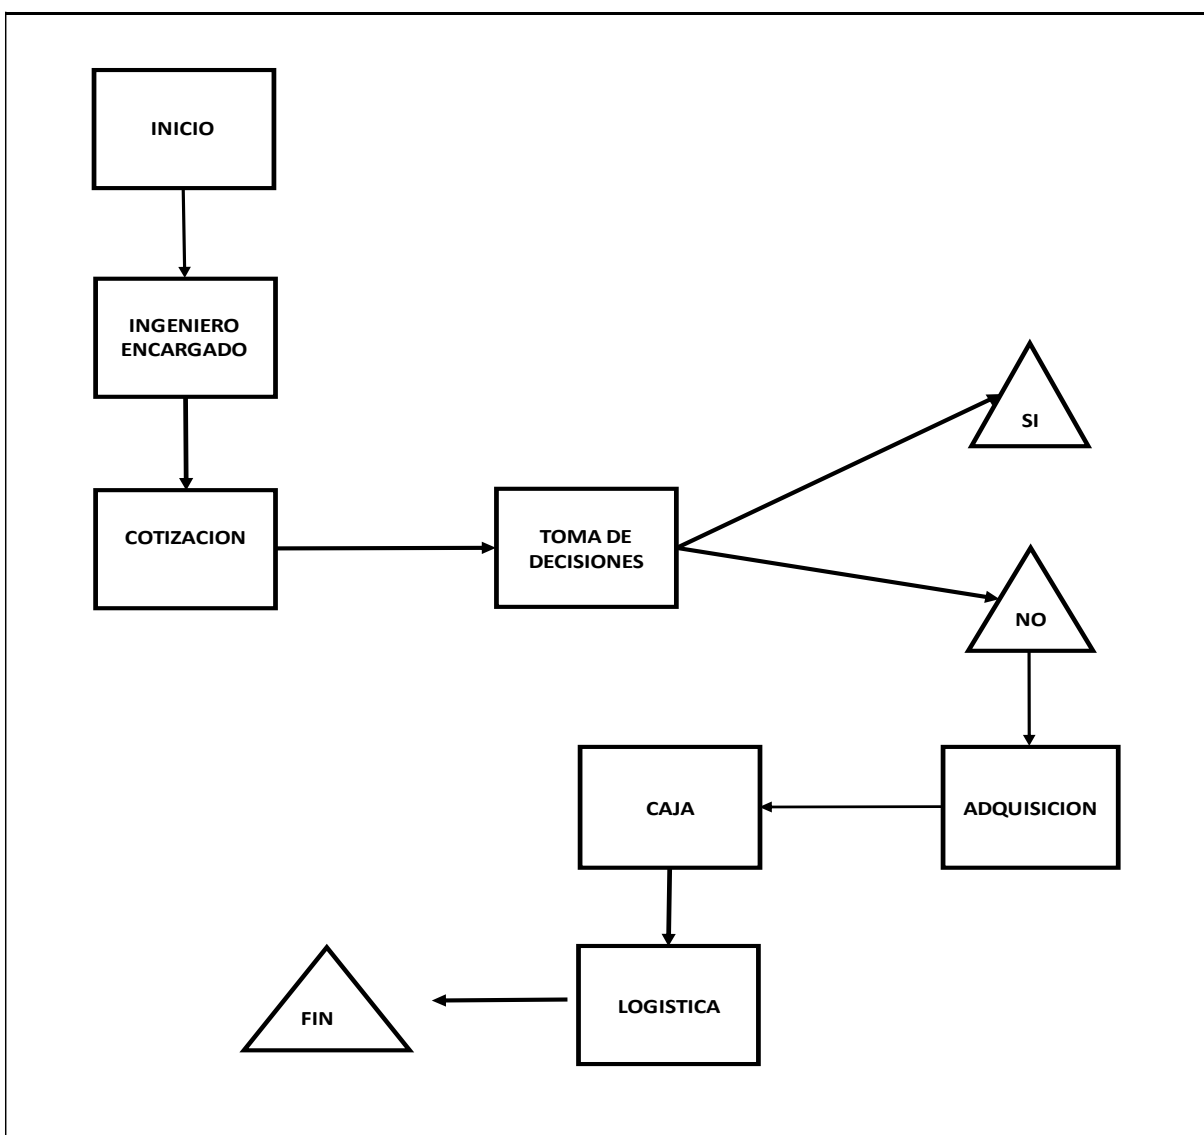 INICIO
INGENIERO
ENCARGADO
SI
COTIZACION
TOMA DE
DECISIONES
NO
CAJA
ADQUISICION
LOGISTICA
FIN